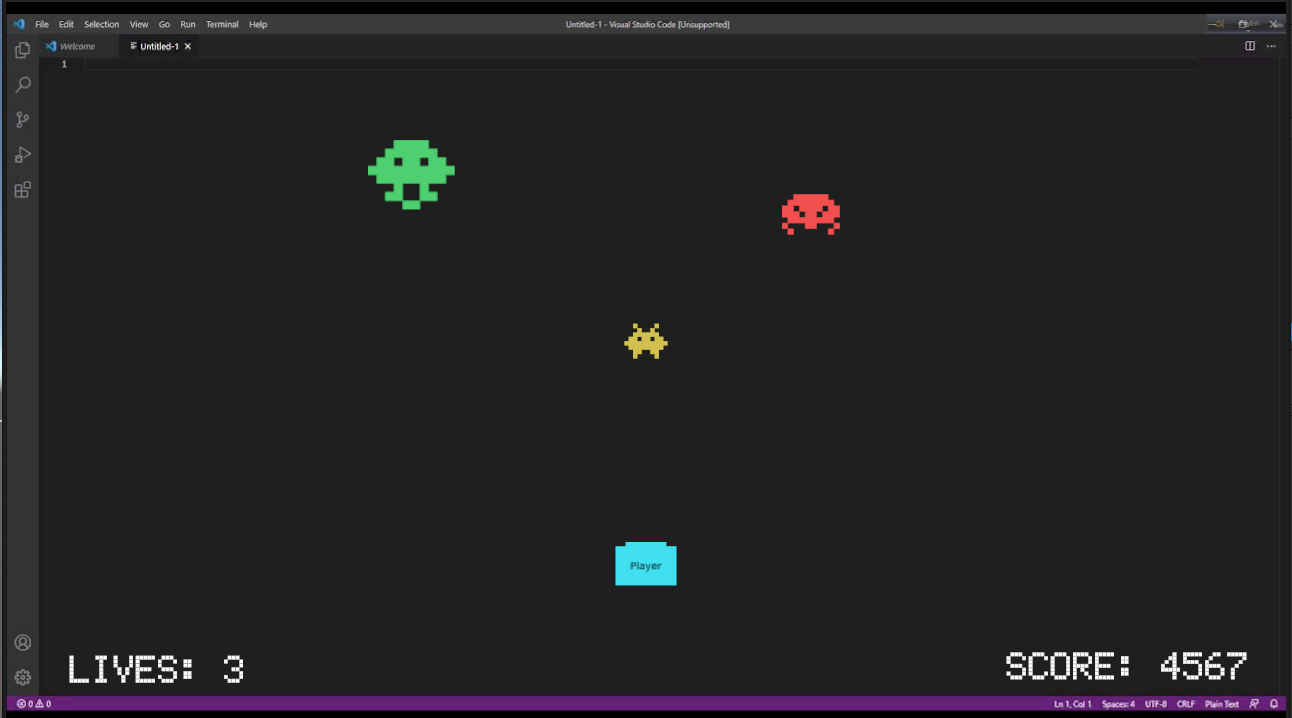 File Edit Selection View Go Run Terminal Help
Untitled-1 - Visual Studio Code [Unsupported]
Welcome
Untitled-1
1
Player
LIVES: 3
SCORE: 4567
0 0
Ln 1, Col 1 Spaces: 4 UTF-8 CRLF Plain Text